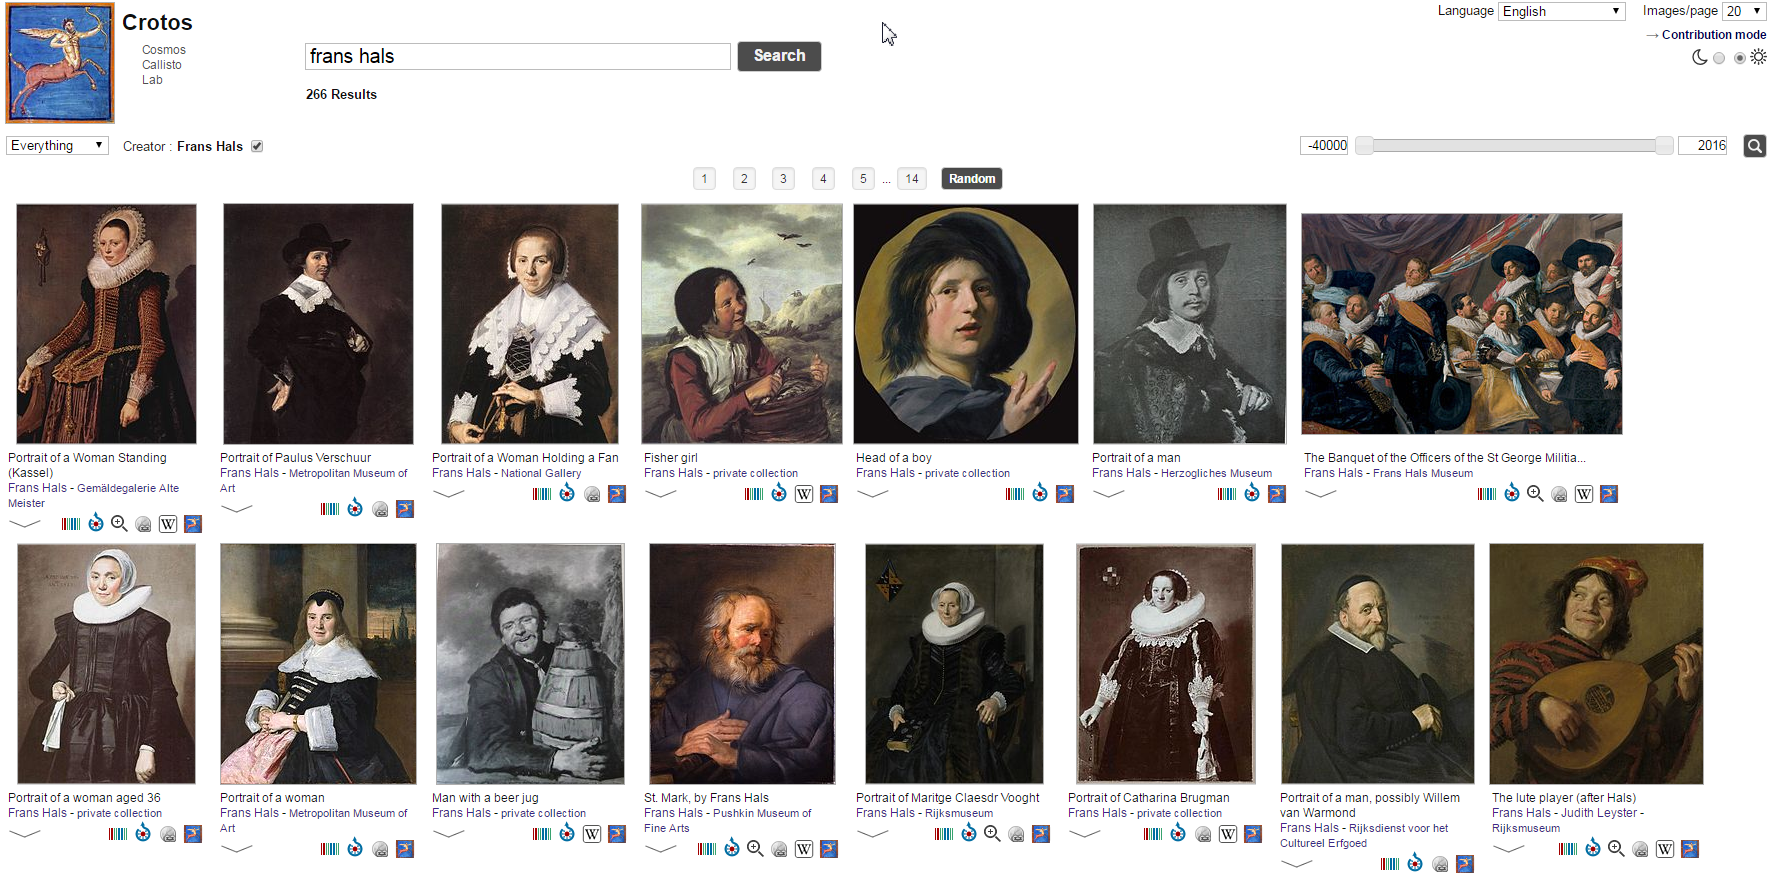 Crotos
Cosmos
Callisto
Lab
frans hals
Search
266 Results
Language English
Images/page 20
→ Contribution mode
Everything
Creator : Frans Hals
-40000
2016
1 2 3 4 5 ... 14 Random
Portrait of a Woman Standing
(Kassel)
Frans Hals - Gemäldegalerie Alte
Meister
W
Portrait of Paulus Verschuur
Frans Hals - Metropolitan Museum of
Art
Portrait of a Woman Holding a Fan
Frans Hals - National Gallery
Fisher girl
Frans Hals - private collection
W
Head of a boy
Frans Hals - private collection
Portrait of a man
Frans Hals - Herzogliches Museum
The Banquet of the Officers of the St George Militia...
Frans Hals - Frans Hals Museum
W
Portrait of a woman aged 36
Frans Hals - private collection
Portrait of a woman
Frans Hals - Metropolitan Museum of
Art
Man with a beer jug
Frans Hals - private collection
W
St. Mark, by Frans Hals
Frans Hals - Pushkin Museum of
Fine Arts
W
Portrait of Maritge Claesdr Vooght
Frans Hals - Rijksmuseum
Portrait of Catharina Brugman
Frans Hals - private collection
W
Portrait of a man, possibly Willem
van Warmond
Frans Hals - Rijksdienst voor het
Cultureel Erfgoed
The lute player (after Hals)
Frans Hals - Judith Leyster -
Rijksmuseum
W